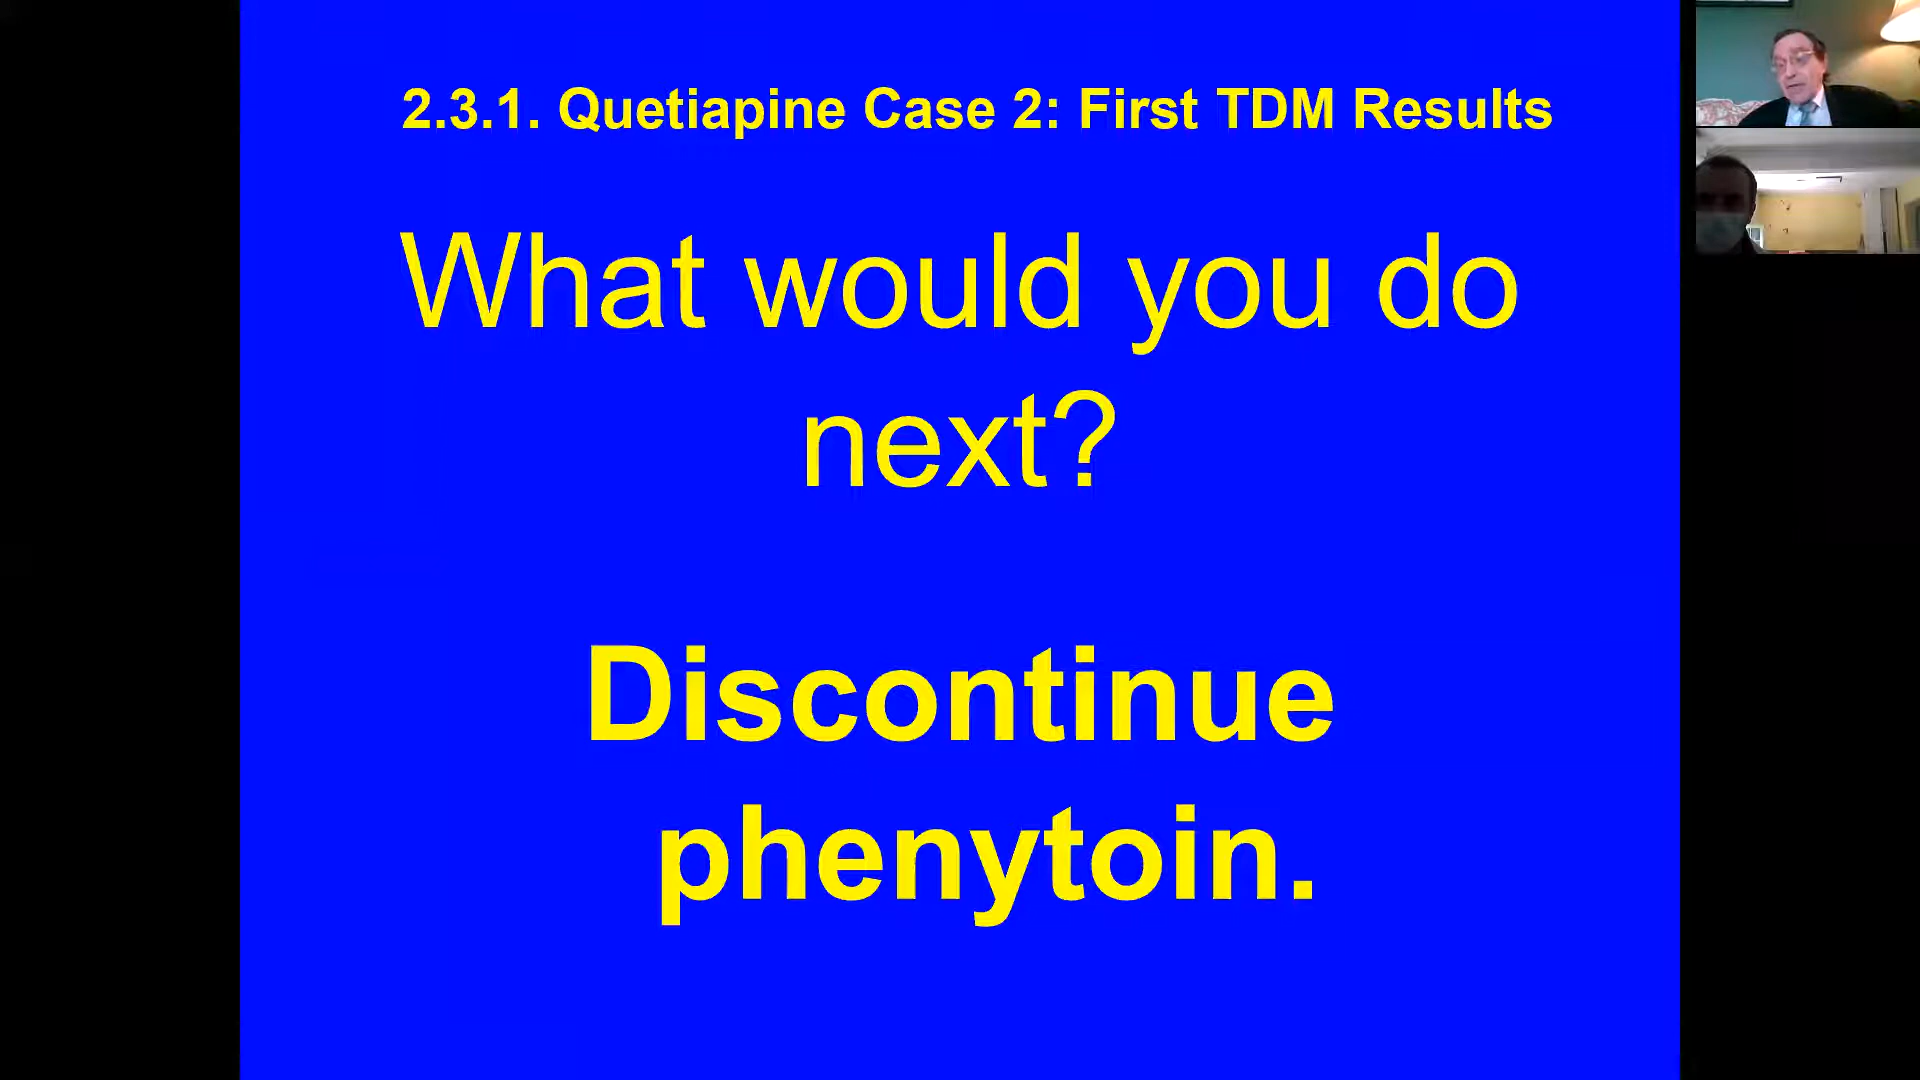 2.3.1. Quetiapine Case 2: First TDM Results
What would you do
next?
Discontinue
phenytoin.